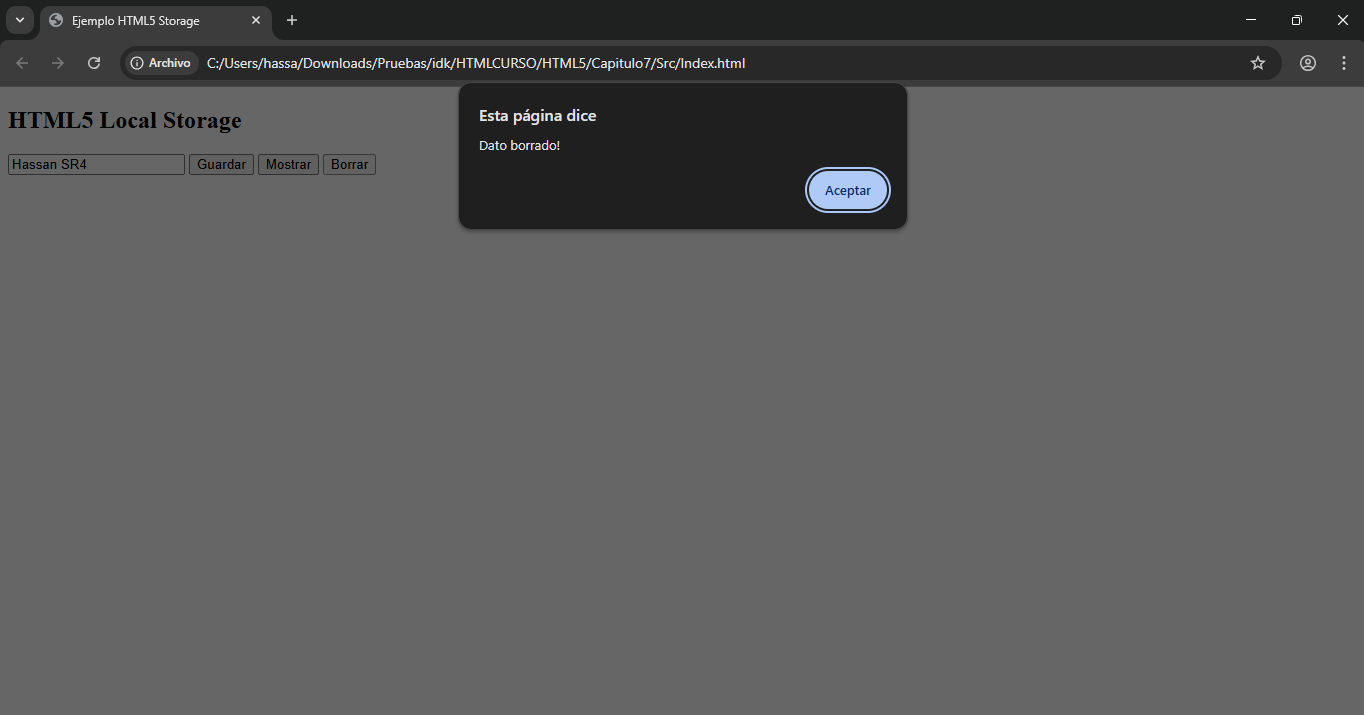 Ejemplo HTML5 Storage
Archivo C:/Users/hassa/Downloads/Pruebas/idk/HTMLCURSO/HTML5/Capitulo7/Src/Index.html
HTML5 Local Storage
Hassan SR4 Guardar Mostrar Borrar
Esta página dice
Dato borrado!
Aceptar